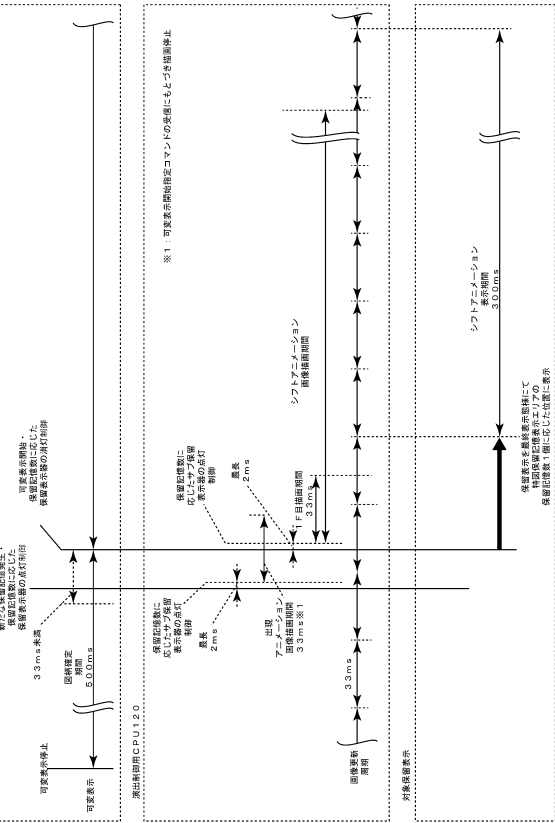 可変表示停止
可変表示
図柄確定
期間
500ms
33ms未満
新たな保留記憶発生・
保留記憶数に応じた
保留表示器の点灯制御
可変表示開始・
保留記憶数に応じた
保留表示器の消灯制御
演出制御用CPU120
画像更新
周期
33ms
保留記憶数に
応じたサブ保留
表示器の点灯
制御
最長
2ms
出現
アニメーション
画像描画期間
33ms※1
保留記憶数に
応じたサブ保留
表示器の点灯
制御
最長
2ms
1F目描画期間
33ms
シフトアニメーション
画像描画期間
※1:可変表示開始指定コマンドの受信にもとづき描画停止
対象保留表示
保留表示を最終表示態様にて
特図保留記憶表示エリアの
保留記憶数1個に応じた位置に表示
シフトアニメーション
表示期間
300ms